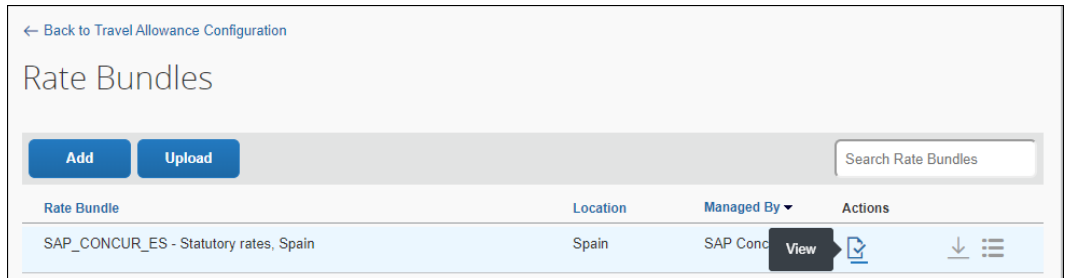 ← Back to Travel Allowance Configuration
Rate Bundles
Add Upload Search Rate Bundles
Rate Bundle Location Managed By Actions
SAP_CONCUR_ES - Statutory rates, Spain Spain SAP View